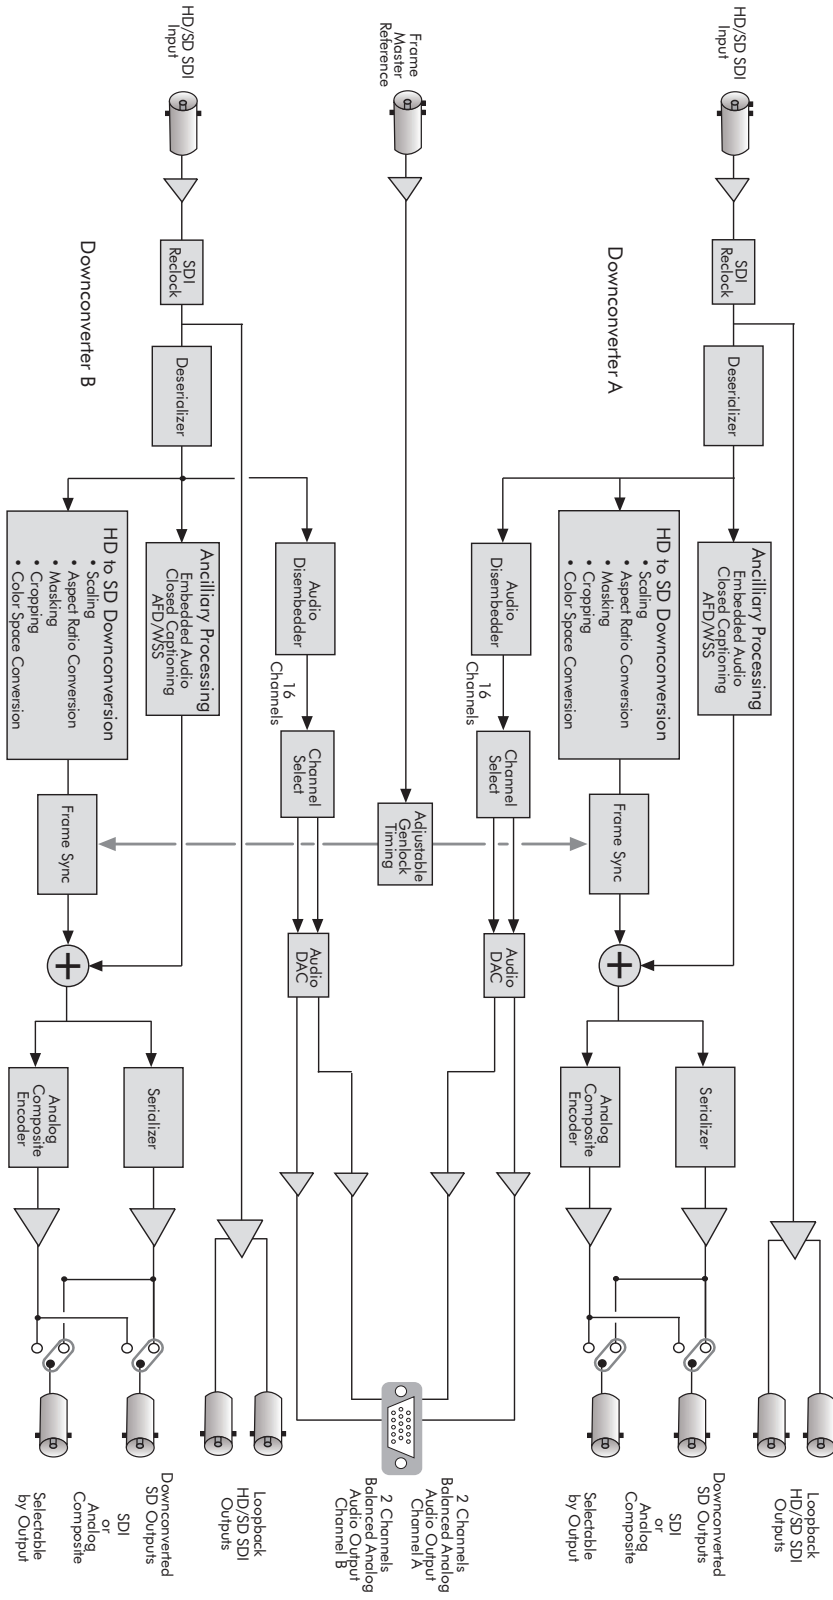 HD/SD SDI
Input
SDI
Reclock
Deserializer
Downconverter A
Ancilliary Processing
Embedded Audio
Closed Captioning
AFD/WSS
HD to SD Downconversion
• Scaling
• Aspect Ratio Conversion
• Masking
• Cropping
• Color Space Conversion
Frame Sync
Audio
Disembedder
16
Channels
Channel
Select
Audio
DAC
Serializer
Analog
Composite
Encoder
Loopback
HD/SD SDI
Outputs
Downconverted
SD Outputs
SDI
or
Analog
Composite
Selectable
by Output
Frame
Master
Reference
Adjustable
Genlock
Timing
2 Channels
Balanced Analog
Audio Output
Channel A
2 Channels
Balanced Analog
Audio Output
Channel B
HD/SD SDI
Input
SDI
Reclock
Deserializer
Downconverter B
Audio
Disembedder
16
Channels
Channel
Select
Audio
DAC
Ancilliary Processing
Embedded Audio
Closed Captioning
AFD/WSS
HD to SD Downconversion
• Scaling
• Aspect Ratio Conversion
• Masking
• Cropping
• Color Space Conversion
Frame Sync
Serializer
Analog
Composite
Encoder
Loopback
HD/SD SDI
Outputs
Downconverted
SD Outputs
SDI
or
Analog
Composite
Selectable
by Output